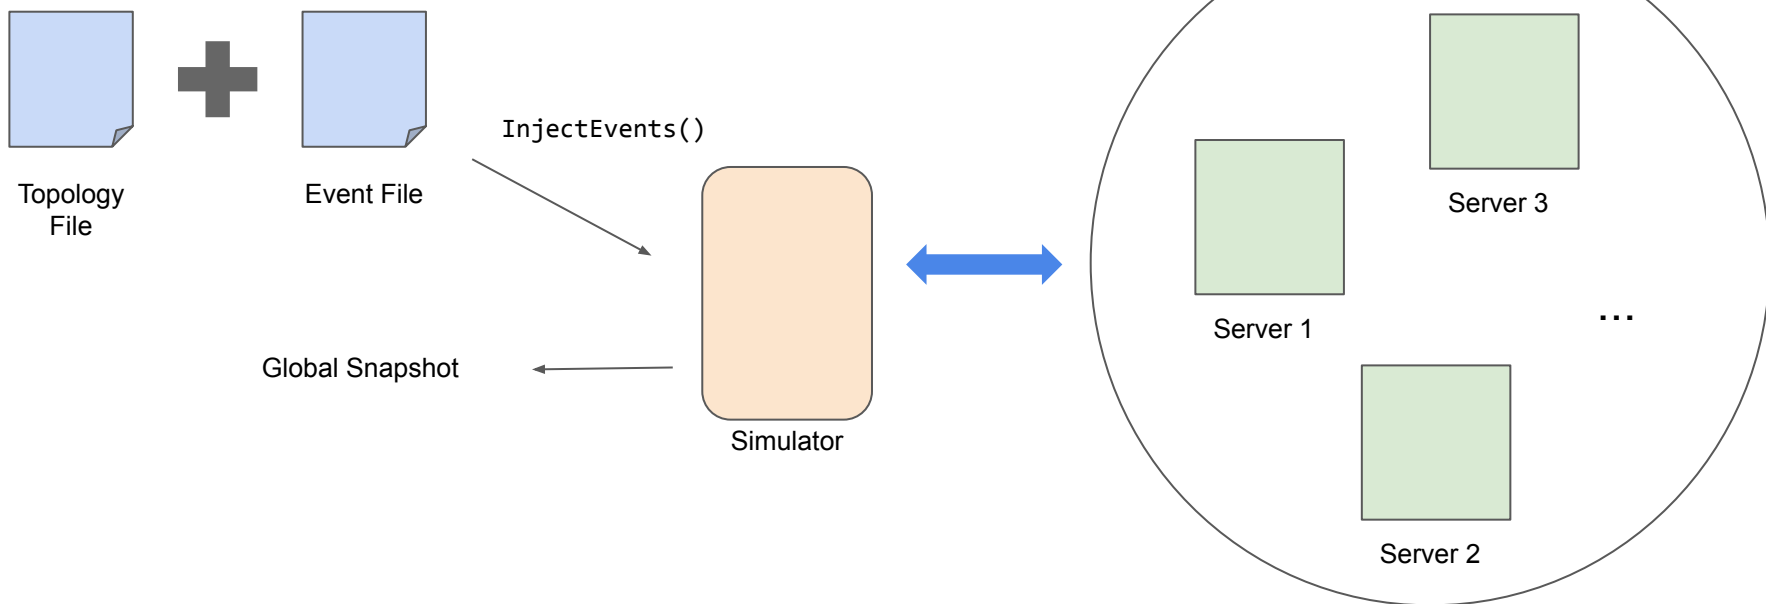 Topology
File
Event File
InjectEvents()
Global Snapshot
Simulator
Server 1
Server 3
...
Server 2